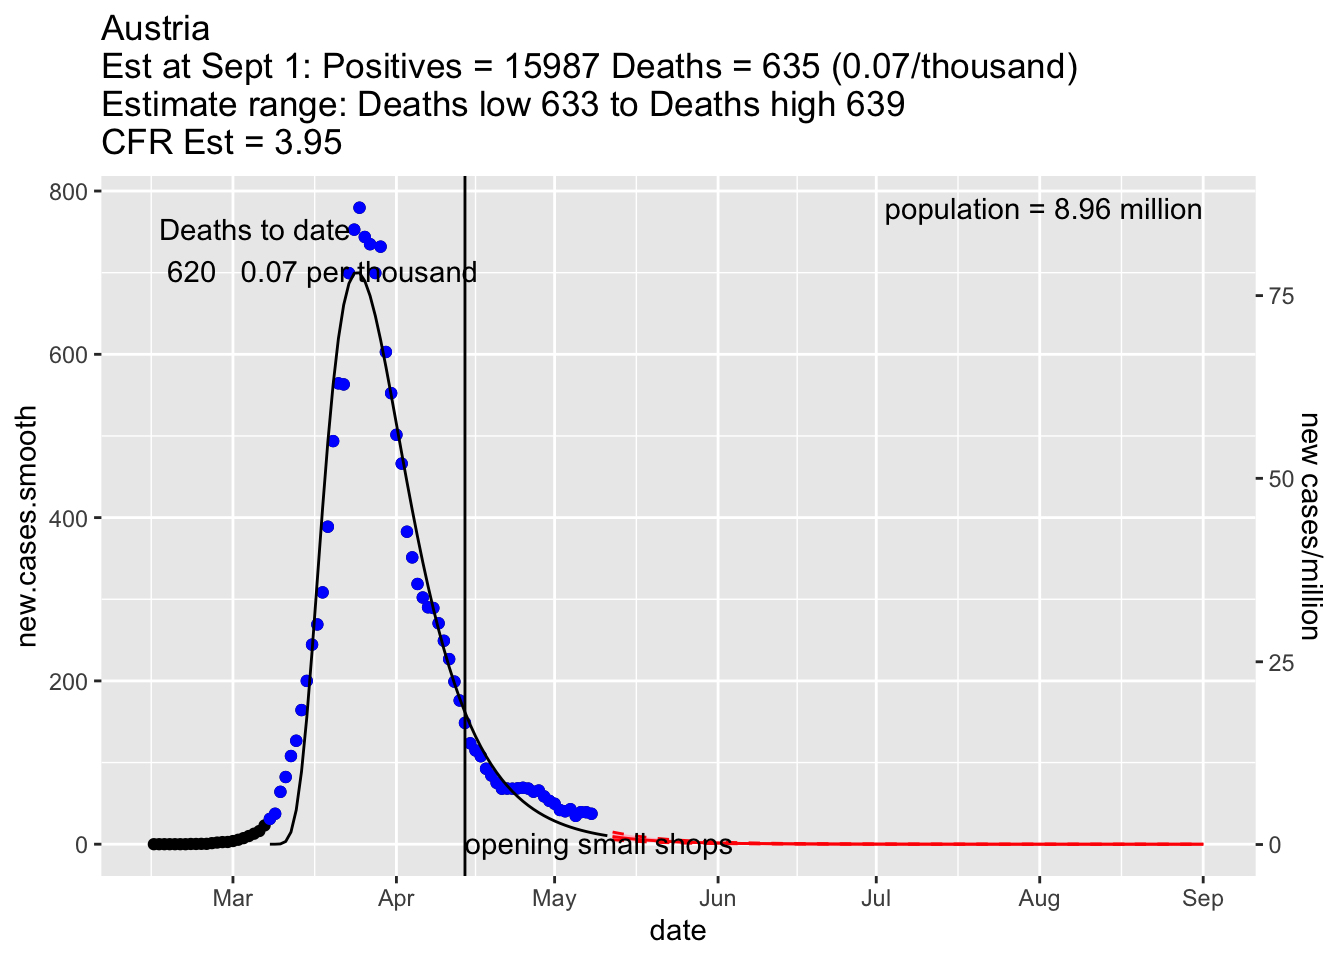 Austria
Est at Sept 1: Positives = 15987 Deaths = 635 (0.07/thousand)
Estimate range: Deaths low 633 to Deaths high 639
CFR Est = 3.95
800
population = 8.96 million
Deaths to date
620 0.07 per thousand
75
600
new.cases.smooth
new cases/million
50
400
25
200
0
opening small shops
0
Mar Apr May Jun Jul Aug Sep
date